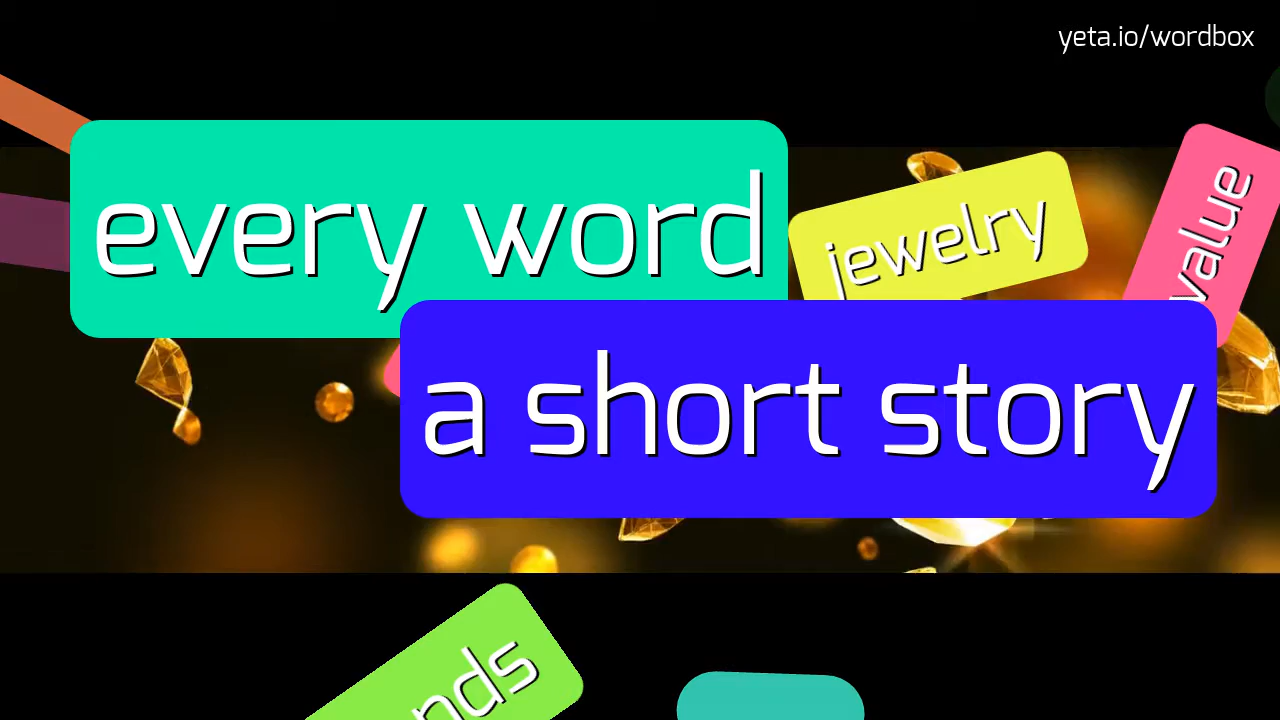 yeta.io/wordbox
every word
jewelry
value
a short story